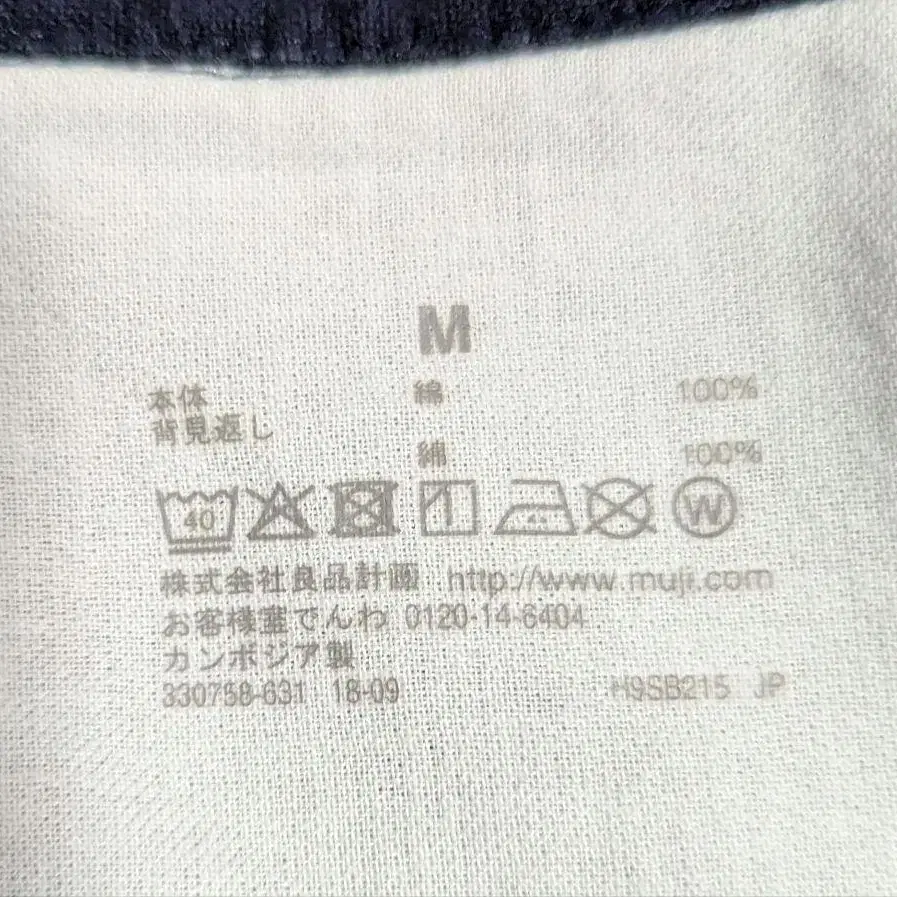 M
本体 綿 100%
背見返し
綿 100%
40
W
株式会社良品計画 http://www.muji.com
お客様室でんわ 0120-14-6404
カンボジア製
330758-631 18-09 H9SB215 JP